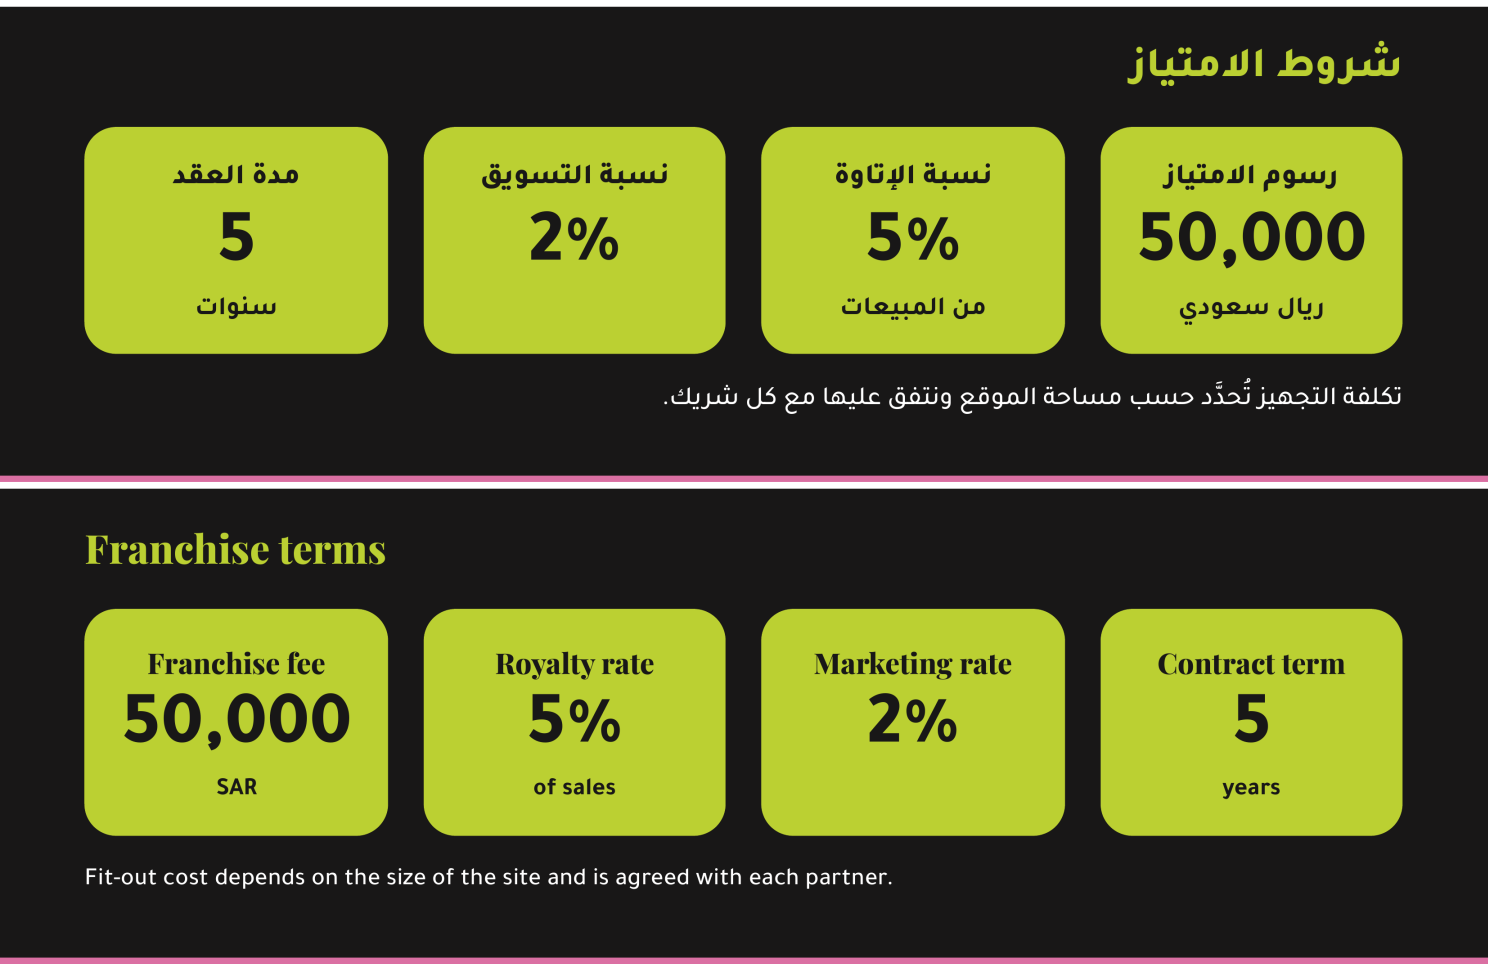 شروط الامتياز
رسوم الامتياز
50,000
ريال سعودي
نسبة الإتاوة
5%
من المبيعات
نسبة التسويق
2%
مدة العقد
5
سنوات
تكلفة التجهيز تُحدَّد حسب مساحة الموقع ونتفق عليها مع كل شريك.
Franchise terms
Franchise fee
50,000
SAR
Royalty rate
5%
of sales
Marketing rate
2%
Contract term
5
years
Fit-out cost depends on the size of the site and is agreed with each partner.